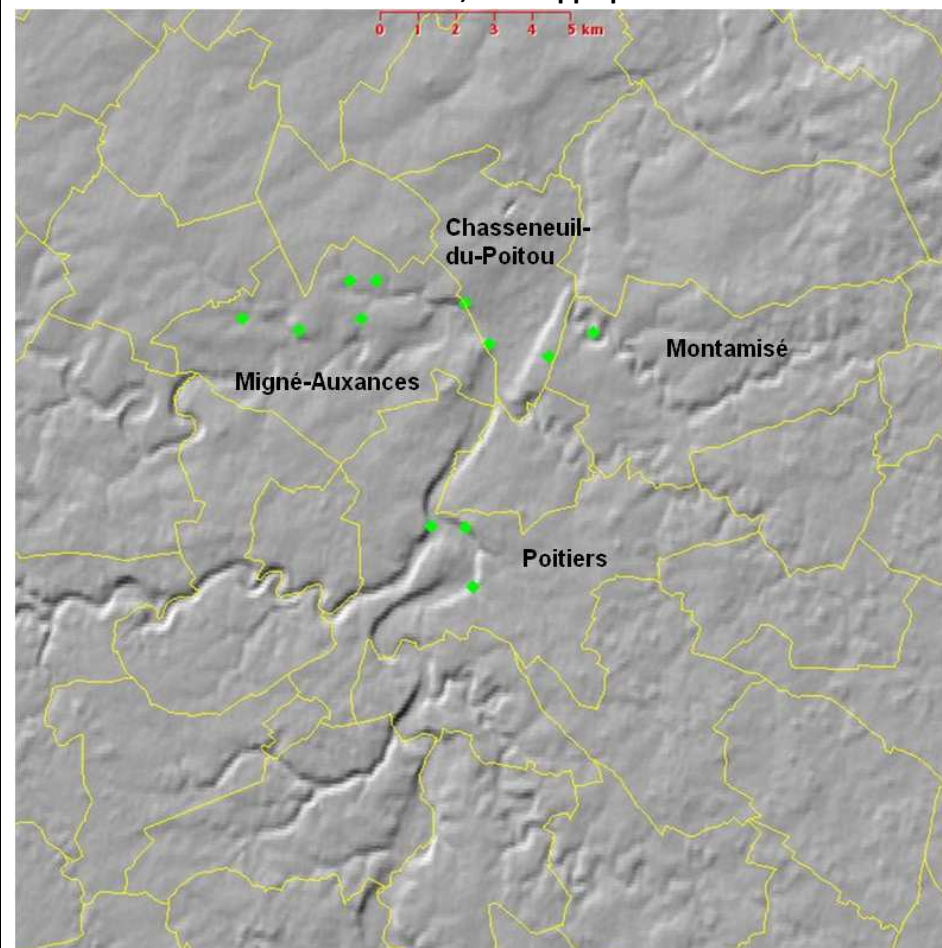 0 1 2 3 4 5 km
Chasseneuil-
du-Poitou
Montamisé
Migné-Auxances
Poitiers